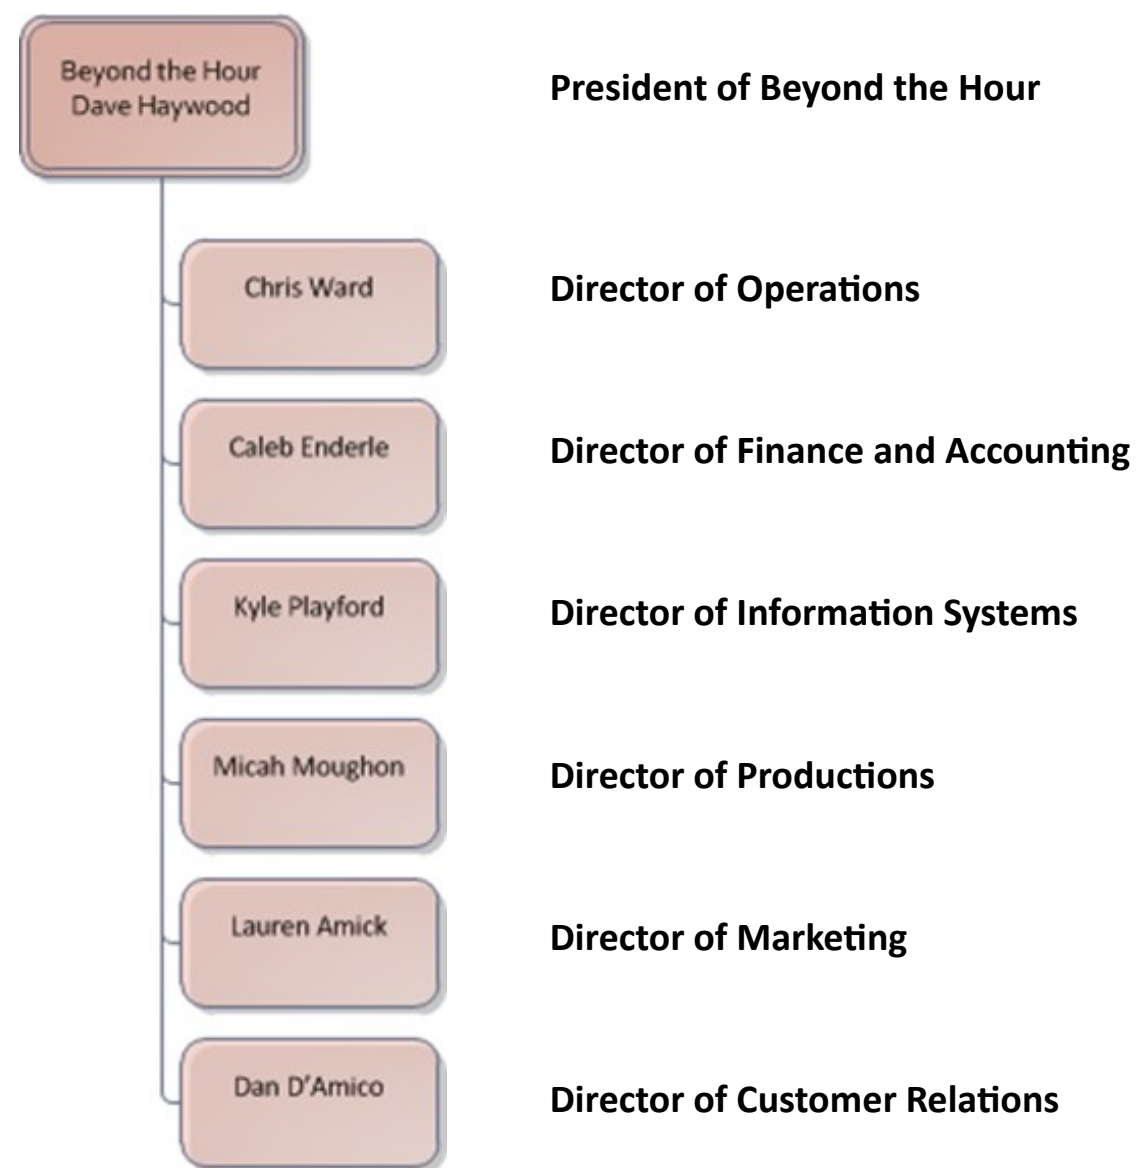 Beyond the Hour
Dave Haywood
President of Beyond the Hour
Chris Ward
Director of Operations
Caleb Enderle
Director of Finance and Accounting
Kyle Playford
Director of Information Systems
Micah Moughon
Director of Productions
Lauren Amick
Director of Marketing
Dan D'Amico
Director of Customer Relations